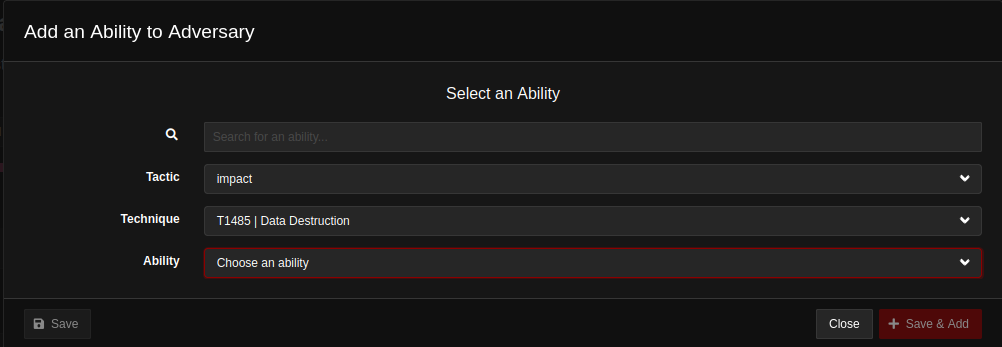 Add an Ability to Adversary
Select an Ability
Search for an ability...
Tactic
impact
Technique
T1485 | Data Destruction
Ability
Choose an ability
Save
Close
Save & Add